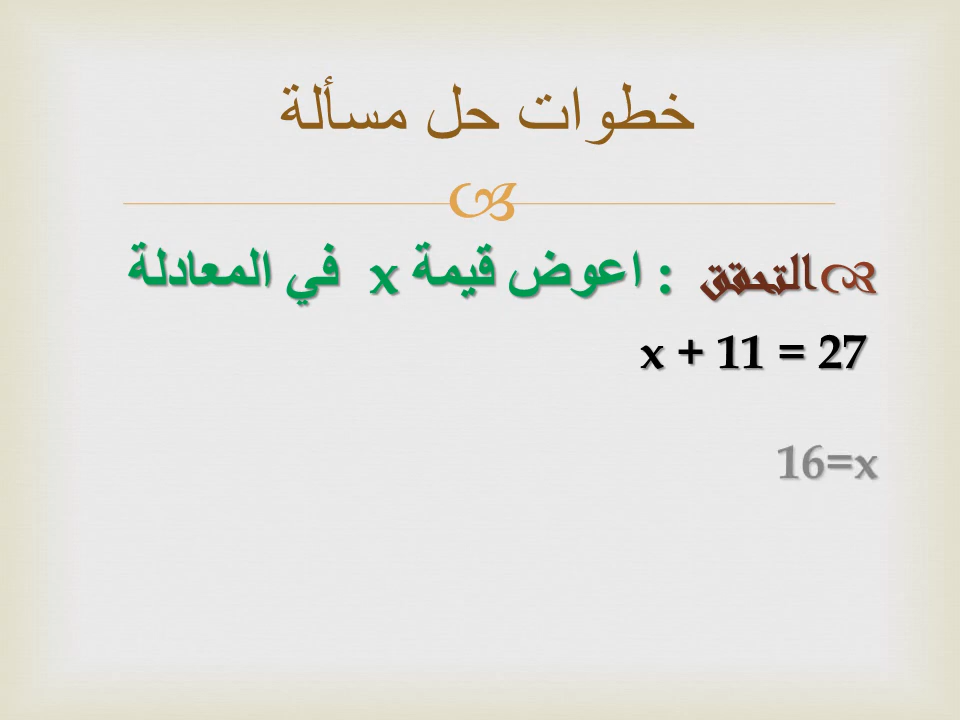 خطوات حل مسألة
التحقق : اعوض قيمة x في المعادلة
x + 11 = 27
16=x